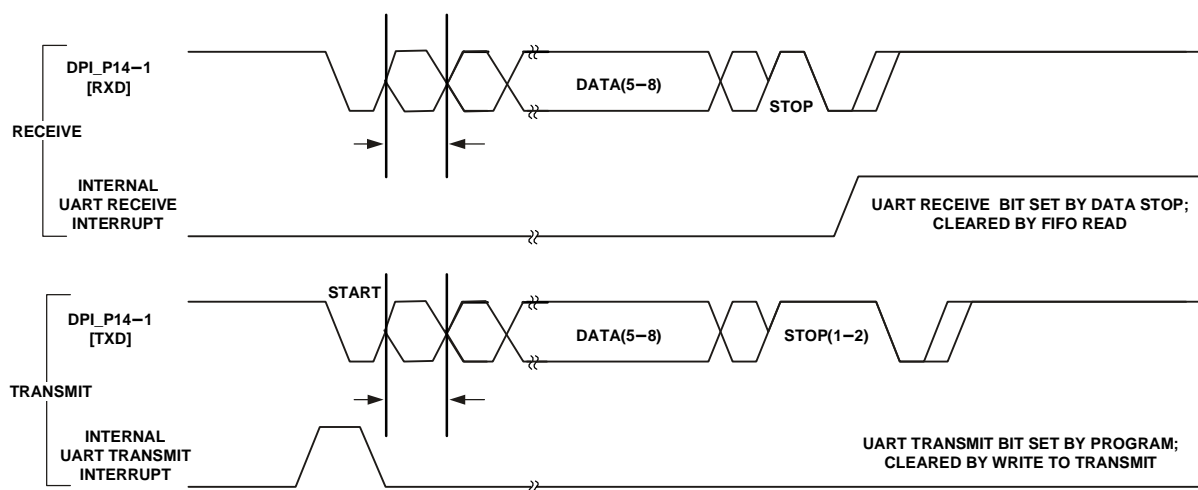 DPI_P14–1
[RXD]
DATA(5–8)
STOP
RECEIVE
INTERNAL
UART RECEIVE
INTERRUPT
UART RECEIVE BIT SET BY DATA STOP;
CLEARED BY FIFO READ
START
DPI_P14–1
[TXD]
DATA(5–8)
STOP(1–2)
TRANSMIT
INTERNAL
UART TRANSMIT
INTERRUPT
UART TRANSMIT BIT SET BY PROGRAM;
CLEARED BY WRITE TO TRANSMIT